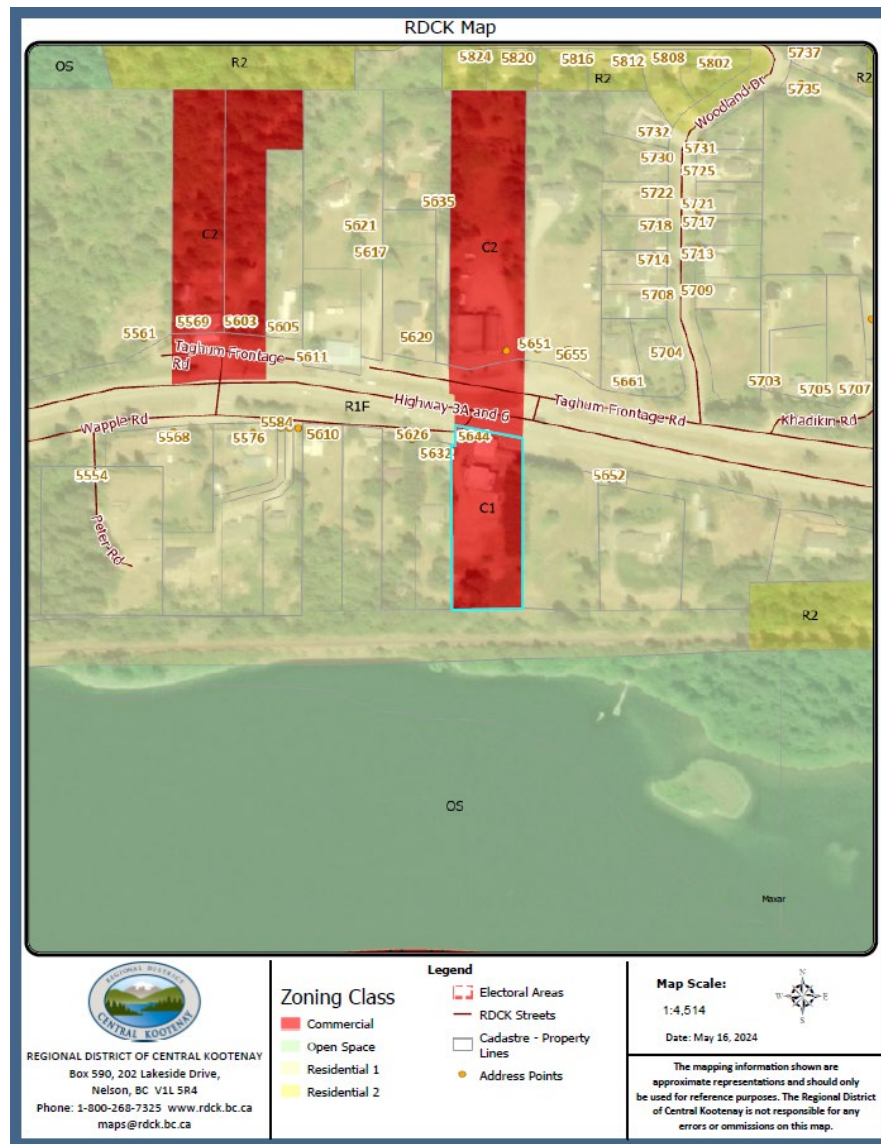 RDCK Map
OS
R2
5824 5820 5816 5812 5808 5802
R2
5737
R2
5735
Woodland Dr
5732
5731
5730
5725
5722
5721
5718
5717
5714
5713
5708
5709
5704
5635
5621
5617
C2
C2
5561
5569
5603
5605
5629
5651
5655
Taghum Frontage
Rd
5611
5661
5703
5705
5707
R1F
Highway 3A and 6
Taghum Frontage Rd
Khadikin Rd
Wapple Rd
5584
5568
5576
5610
5626
5644
5632
5554
5652
C1
Peter Rd
R2
OS
Maxar
REGIONAL DISTRICT
CENTRAL KOOTENAY
REGIONAL DISTRICT OF CENTRAL KOOTENAY
Box 590, 202 Lakeside Drive,
Nelson, BC V1L 5R4
Phone: 1-800-268-7325 www.rdck.bc.ca
maps@rdck.bc.ca
Legend
Zoning Class
Commercial
Open Space
Residential 1
Residential 2
Electoral Areas
RDCK Streets
Cadastre - Property
Lines
Address Points
Map Scale:
1:4,514
Date: May 16, 2024
N
W E
S
The mapping information shown are
approximate representations and should only
be used for reference purposes. The Regional District
of Central Kootenay is not responsible for any
errors or ommissions on this map.